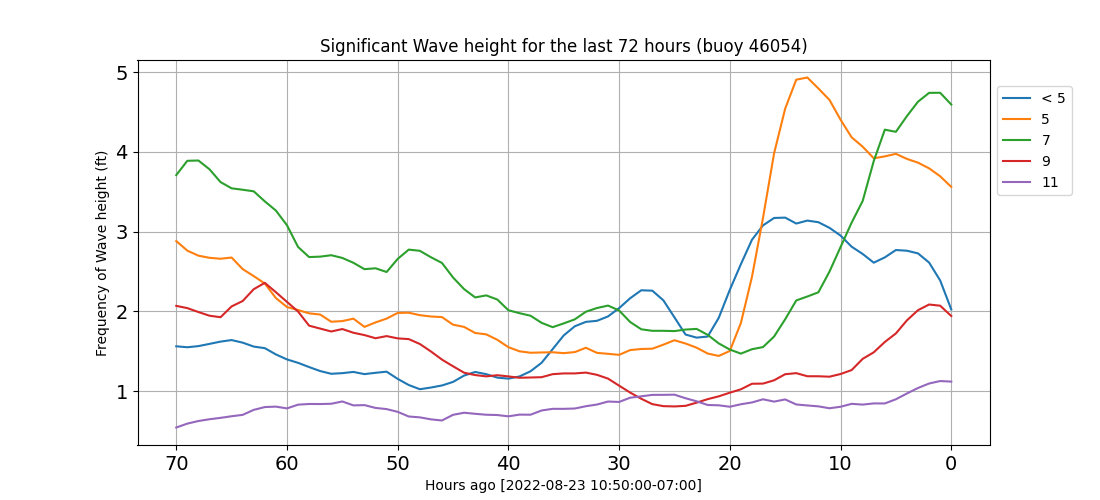 Significant Wave height for the last 72 hours (buoy 46054)
Frequency of Wave height (ft)
5
4
3
2
1
70 60 50 40 30 20 10 0
Hours ago [2022-08-23 10:50:00-07:00]
< 5
5
7
9
11